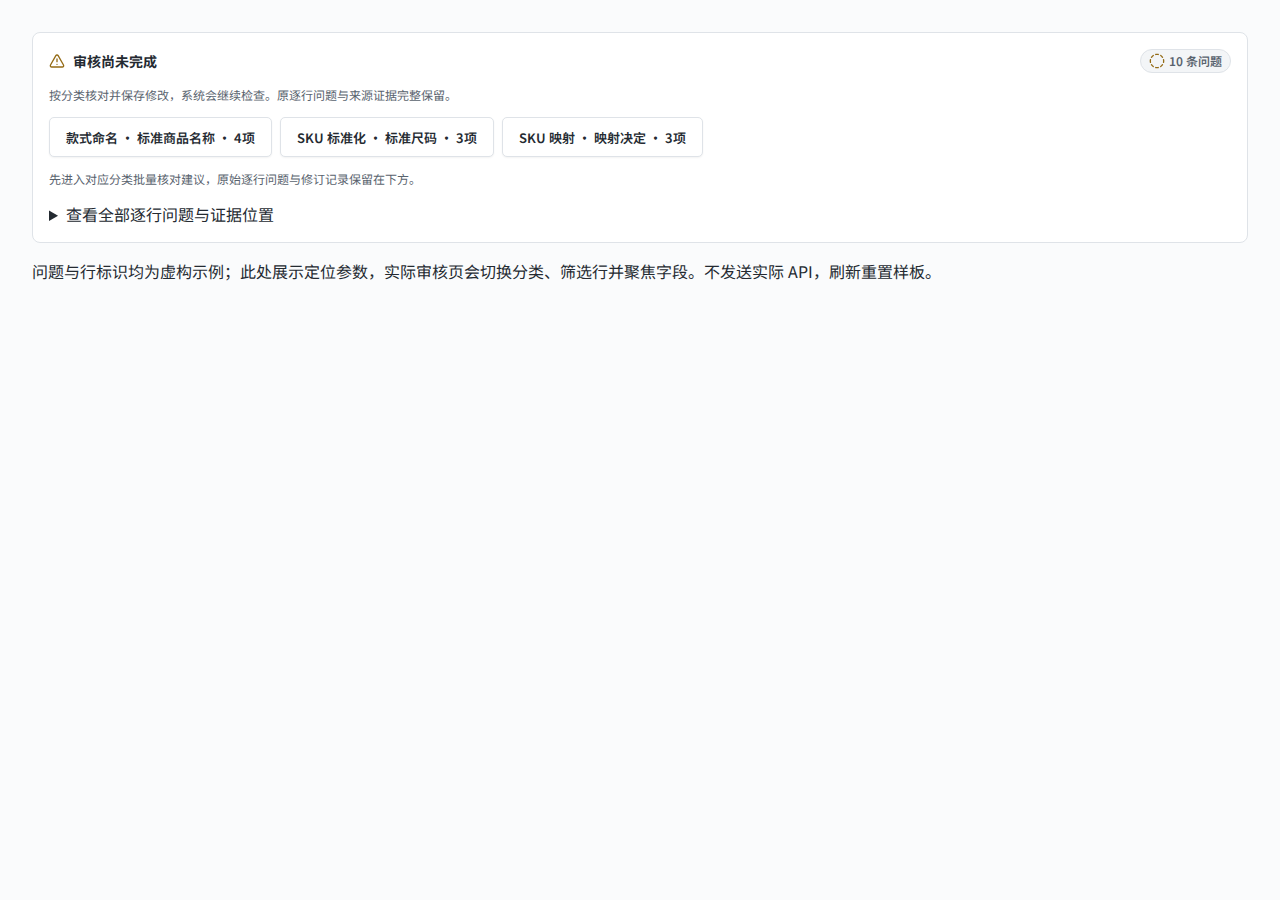 审核尚未完成
10 条问题
按分类核对并保存修改，系统会继续检查。原逐行问题与来源证据完整保留。
款式命名 · 标准商品名称 · 4项
SKU 标准化 · 标准尺码 · 3项
SKU 映射 · 映射决定 · 3项
先进入对应分类批量核对建议，原始逐行问题与修订记录保留在下方。
查看全部逐行问题与证据位置
问题与行标识均为虚构示例；此处展示定位参数，实际审核页会切换分类、筛选行并聚焦字段。不发送实际 API，刷新重置样板。